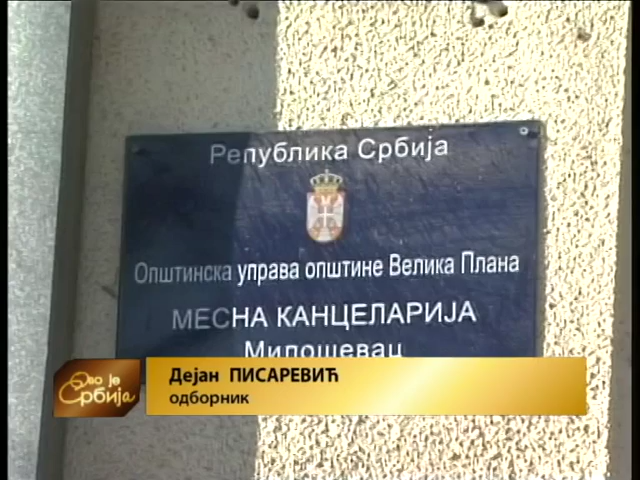 Република Србија
Општинска управа општине Велика Плана
МЕСНА КАНЦЕЛАРИЈА
Милошевац
Ово је
Србија
Дејан ПИСАРЕВИЋ
одборник